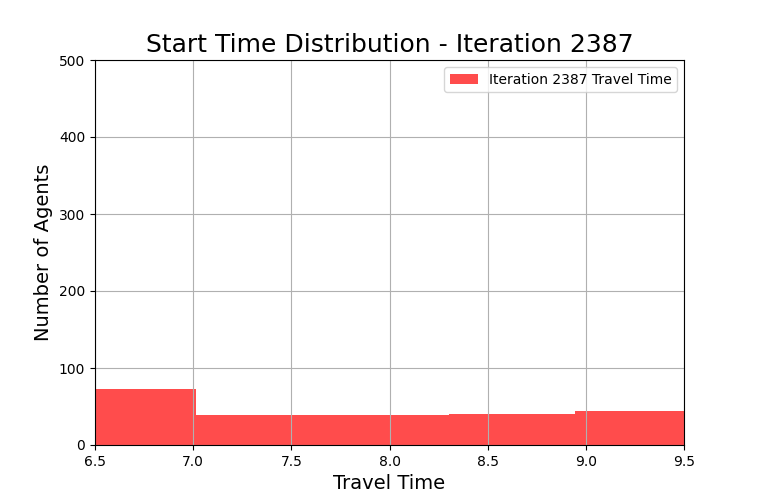 Start Time Distribution - Iteration 2387
500
Iteration 2387 Travel Time
400
300
200
100
0
Number of Agents
6.5 7.0 7.5 8.0 8.5 9.0 9.5
Travel Time